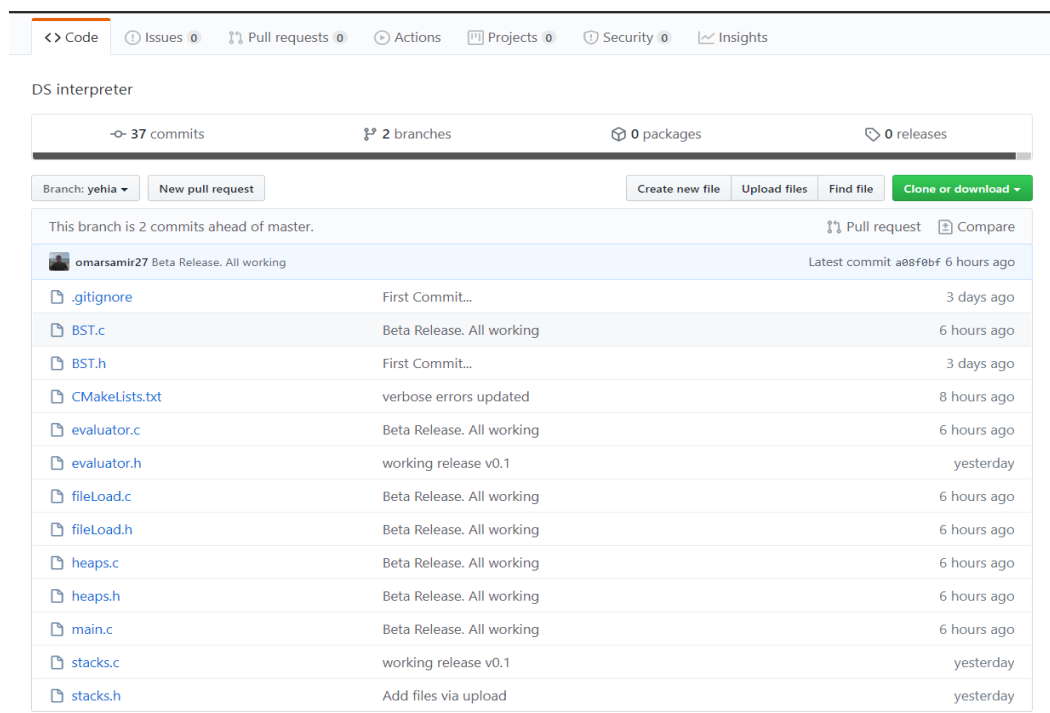 Code Issues 0 Pull requests 0 Actions Projects 0 Security 0 Insights
DS interpreter
37 commits 2 branches 0 packages 0 releases
Branch: yehia New pull request Create new file Upload files Find file Clone or download
This branch is 2 commits ahead of master. Pull request Compare
omarsamir27 Beta Release. All working Latest commit a08f0bf 6 hours ago
.gitignore First Commit... 3 days ago
BST.c Beta Release. All working 6 hours ago
BST.h First Commit... 3 days ago
CMakeLists.txt verbose errors updated 8 hours ago
evaluator.c Beta Release. All working 6 hours ago
evaluator.h working release v0.1 yesterday
fileLoad.c Beta Release. All working 6 hours ago
fileLoad.h Beta Release. All working 6 hours ago
heaps.c Beta Release. All working 6 hours ago
heaps.h Beta Release. All working 6 hours ago
main.c Beta Release. All working 6 hours ago
stacks.c working release v0.1 yesterday
stacks.h Add files via upload yesterday